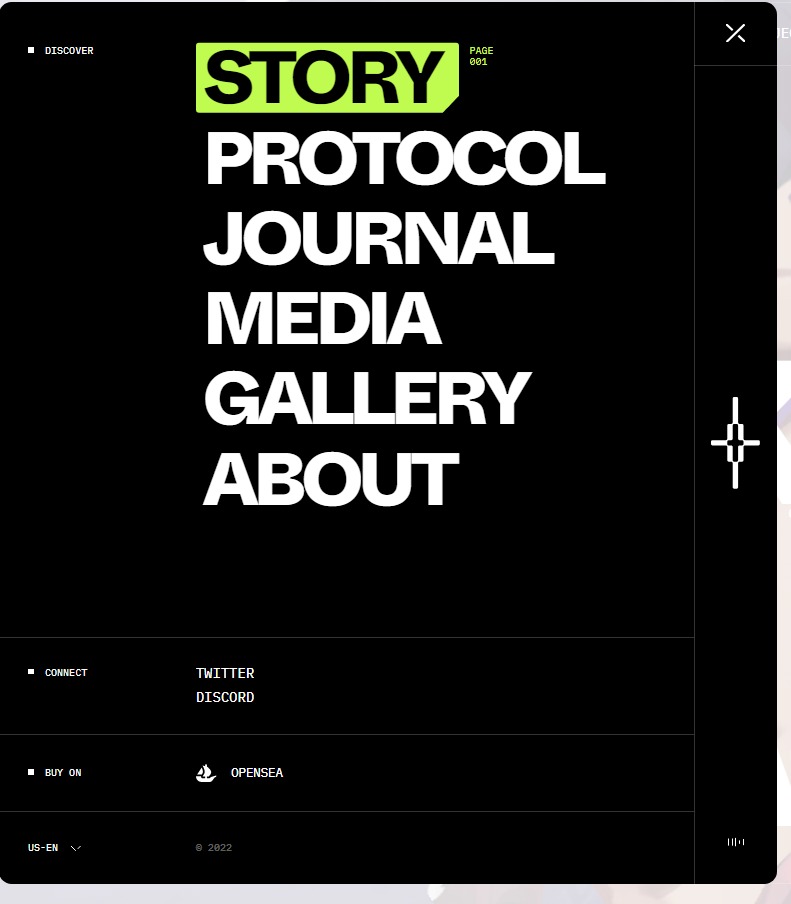 DISCOVER
STORY
PAGE
001
PROTOCOL
JOURNAL
MEDIA
GALLERY
ABOUT
CONNECT
TWITTER
DISCORD
BUY ON
OPENSEA
US-EN
© 2022